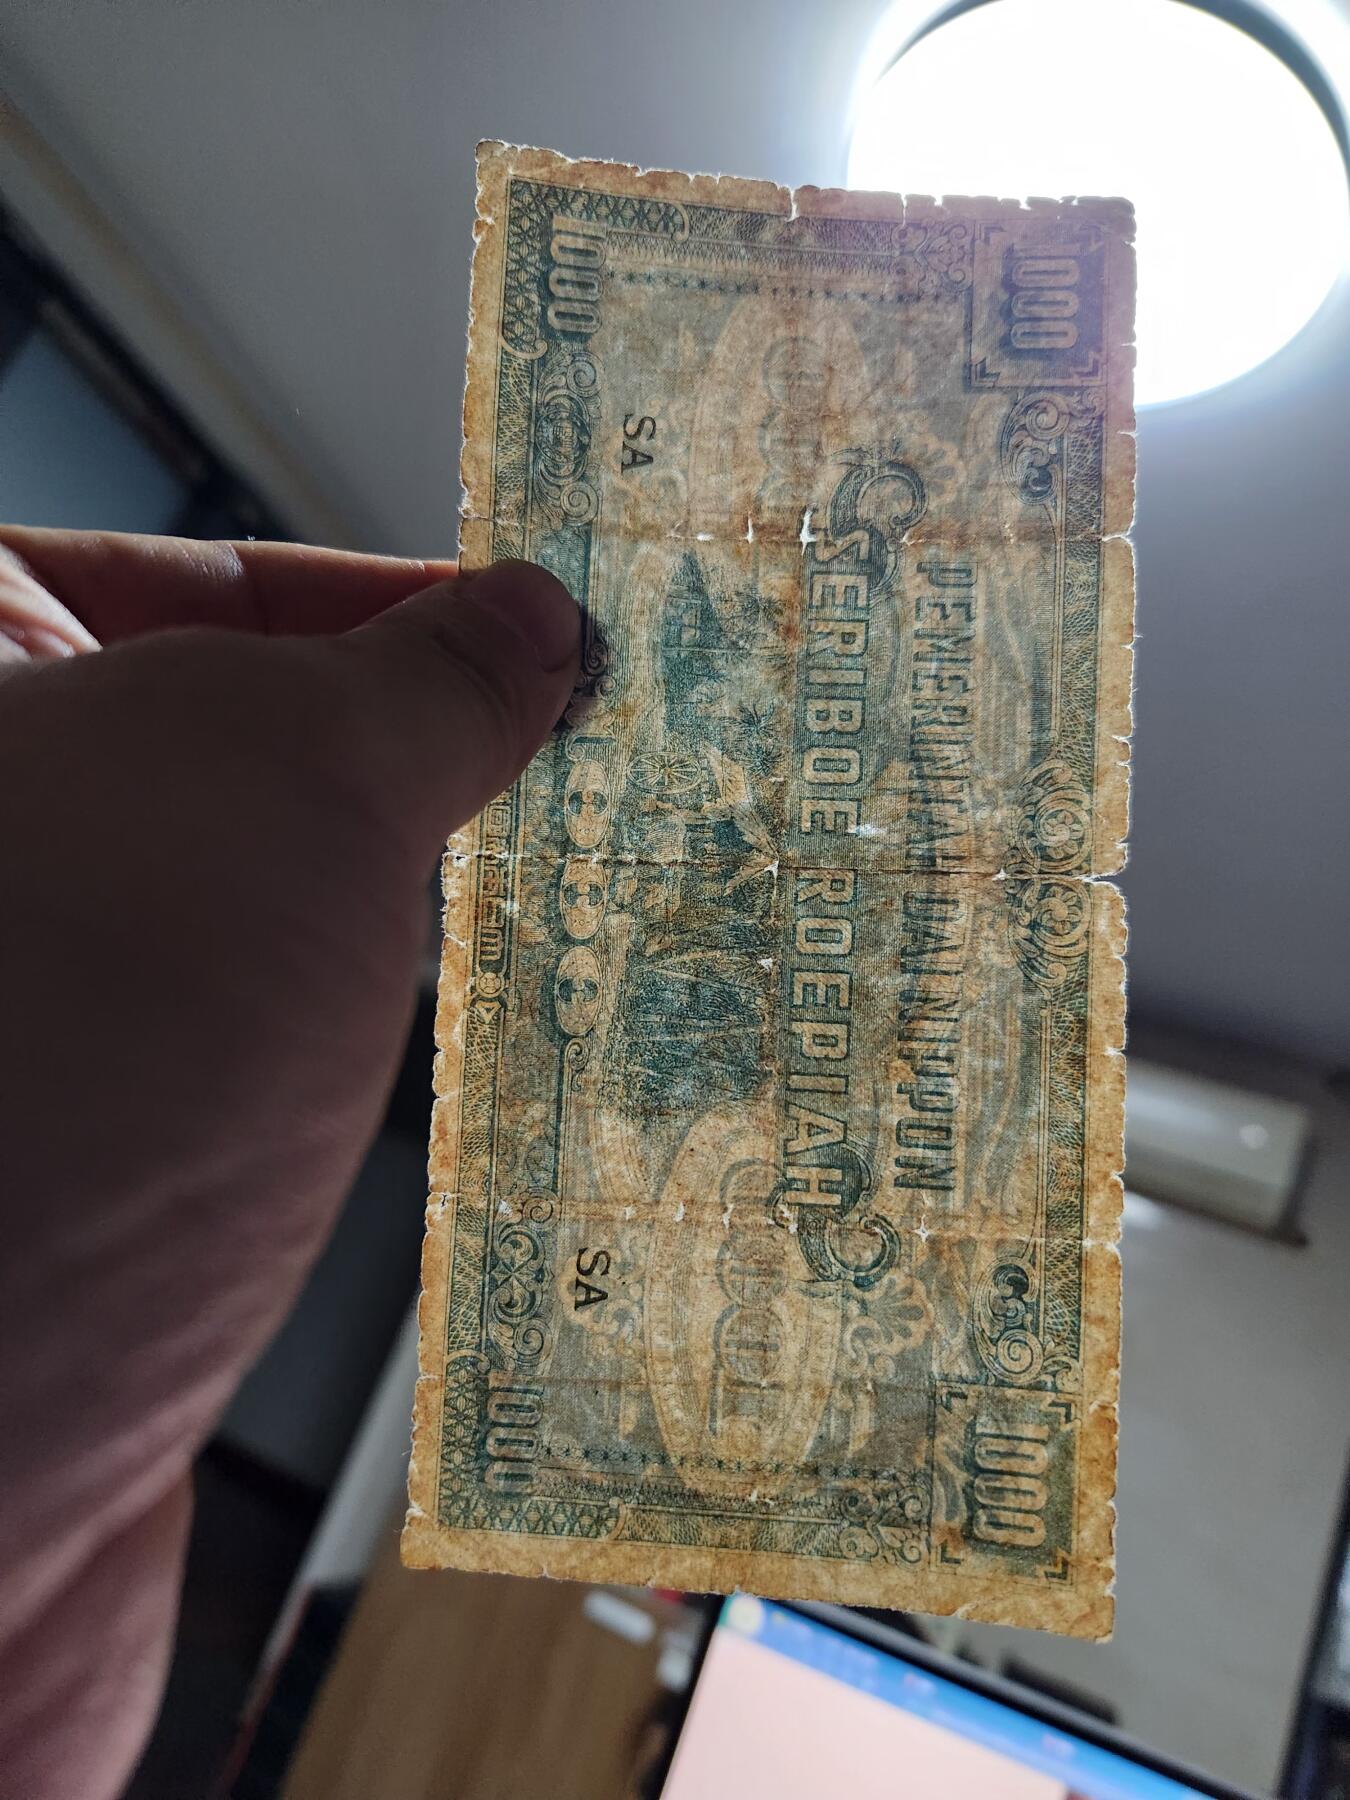 1000 1000
PEMERINTAH DAI NIPPON
SERIBOE ROEPIAH
SA SA
1000 1000